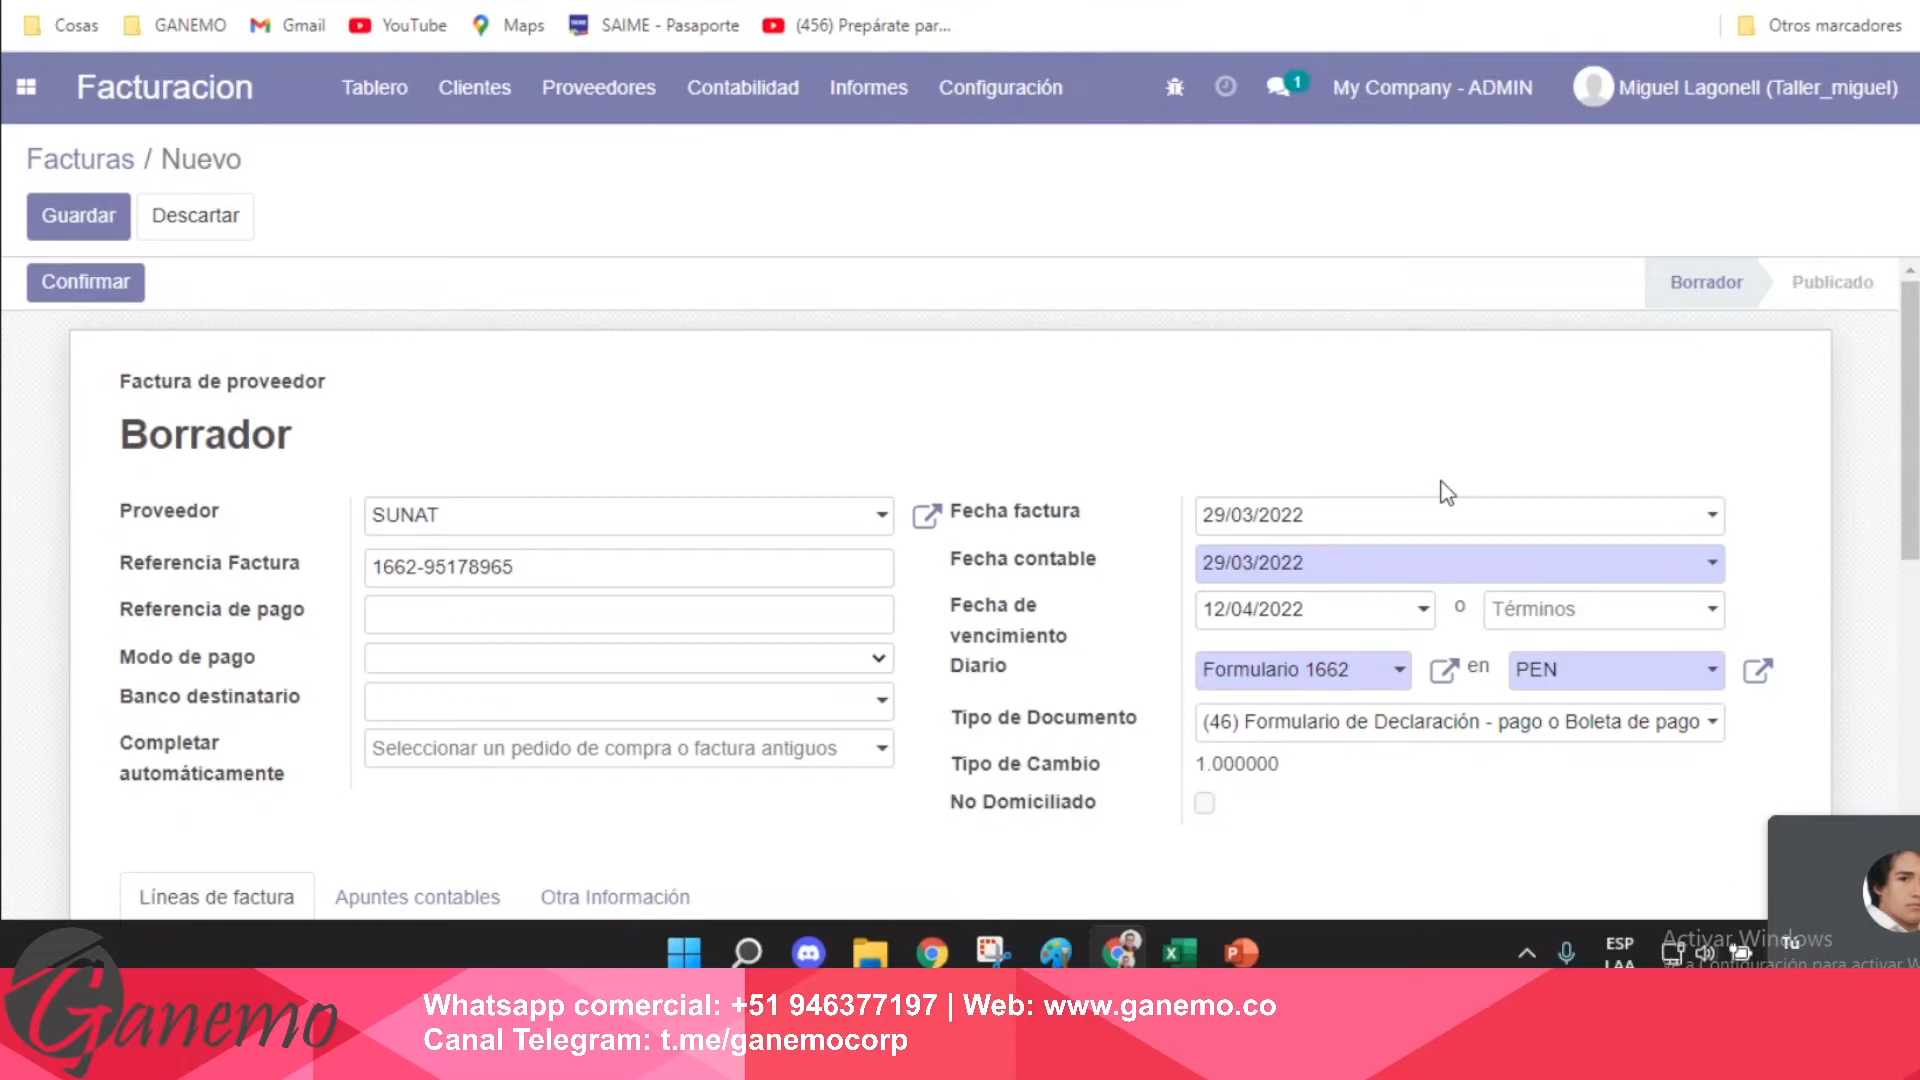 Cosas GANEMO Gmail YouTube Maps SAIME - Pasaporte (456) Prepárate par... Otros marcadores
Facturacion Tablero Clientes Proveedores Contabilidad Informes Configuración 1 My Company - ADMIN Miguel Lagonell (Taller_miguel)
Facturas / Nuevo
Guardar Descartar
Confirmar Borrador Publicado
Factura de proveedor
Borrador
Proveedor SUNAT
Referencia Factura 1662-95178965
Referencia de pago
Modo de pago
Banco destinatario
Completar automáticamente Seleccionar un pedido de compra o factura antiguos
Fecha factura 29/03/2022
Fecha contable 29/03/2022
Fecha de vencimiento 12/04/2022 o Términos
Diario Formulario 1662 en PEN
Tipo de Documento (46) Formulario de Declaración - pago o Boleta de pago
Tipo de Cambio 1.000000
No Domiciliado
Líneas de factura Apuntes contables Otra Información
ESP
LAA
Activar Windows
Tú
Configuración para activar W
Ganemo
Whatsapp comercial: +51 946377197 | Web: www.ganemo.co
Canal Telegram: t.me/ganemocorp